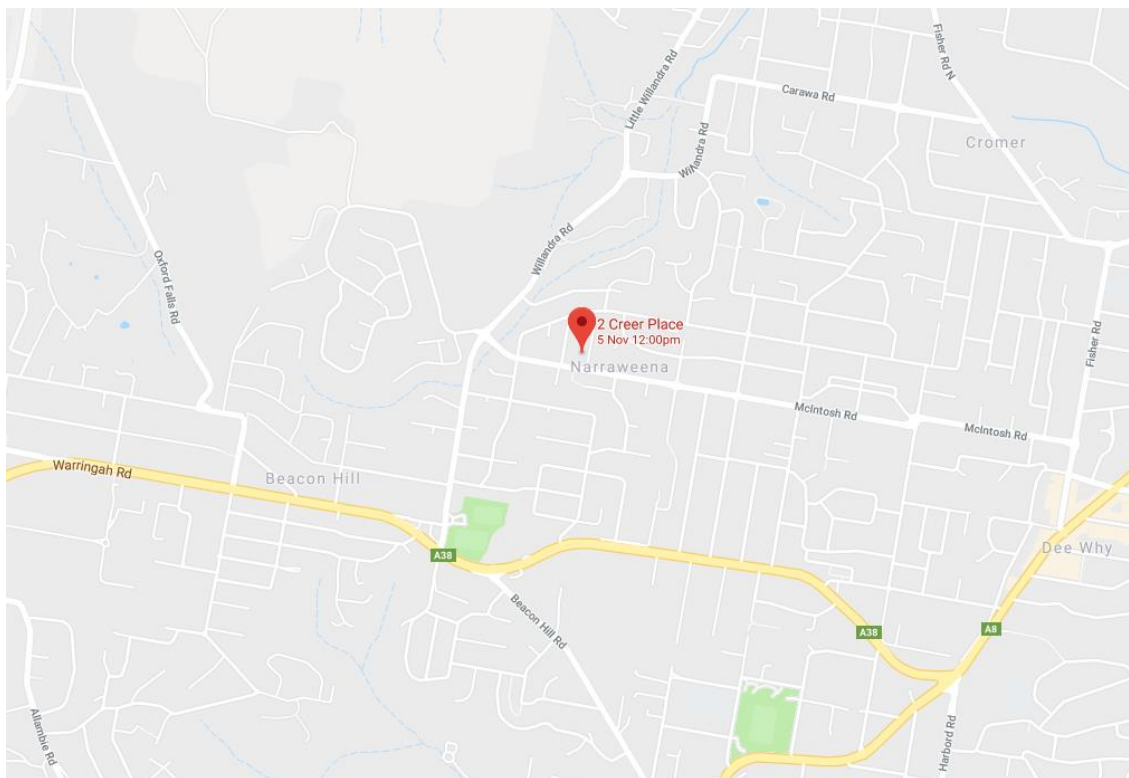 Fisher Rd N
Little Willandra Rd
Carawa Rd
Cromer
Willandra Rd
Willandra Rd
Oxford Falls Rd
2 Creer Place
5 Nov 12:00pm
Narraweena
Fisher Rd
McIntosh Rd
McIntosh Rd
Warringah Rd
Beacon Hill
Dee Why
A38
Beacon Hill Rd
A38
A8
Allambie Rd
Harbord Rd